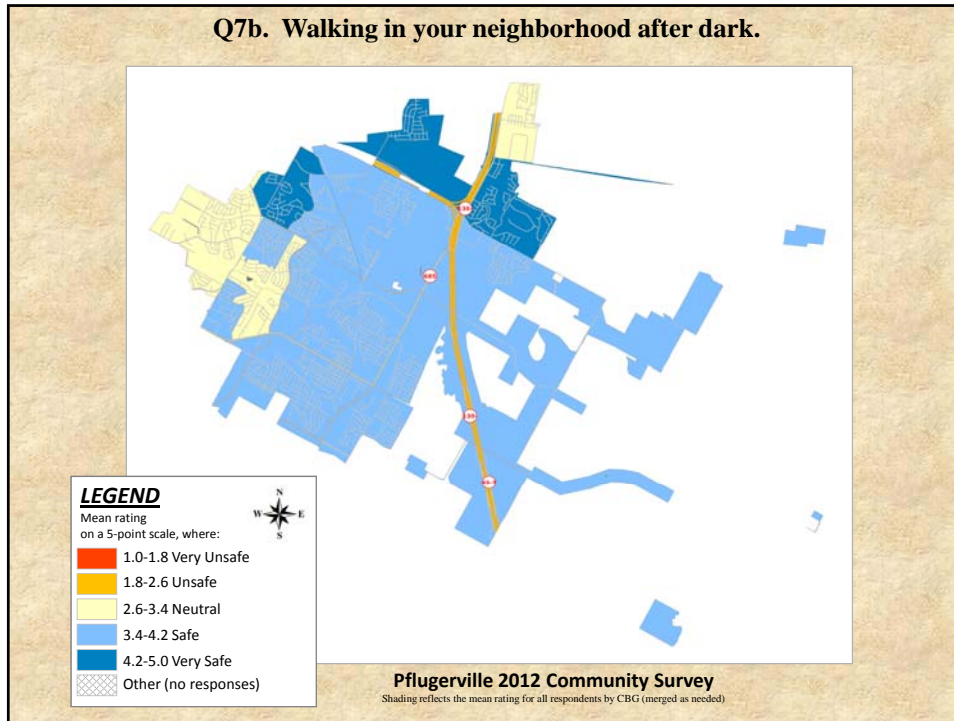 Q7b. Walking in your neighborhood after dark.
685
LEGEND
Mean rating
on a 5-point scale, where:
N
W E
S
1.0-1.8 Very Unsafe
1.8-2.6 Unsafe
2.6-3.4 Neutral
3.4-4.2 Safe
4.2-5.0 Very Safe
Other (no responses)
Pflugerville 2012 Community Survey
Shading reflects the mean rating for all respondents by CBG (merged as needed)